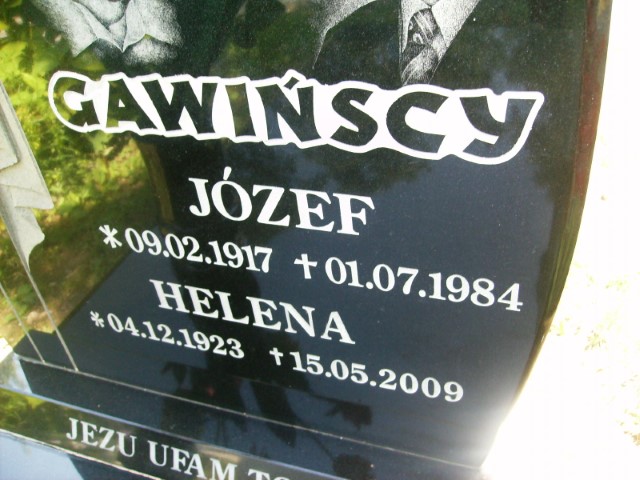 GAWIŃSCY
JÓZEF
* 09.02.1917 † 01.07.1984
HELENA
* 04.12.1923 † 15.05.2009
JEZU UFAM